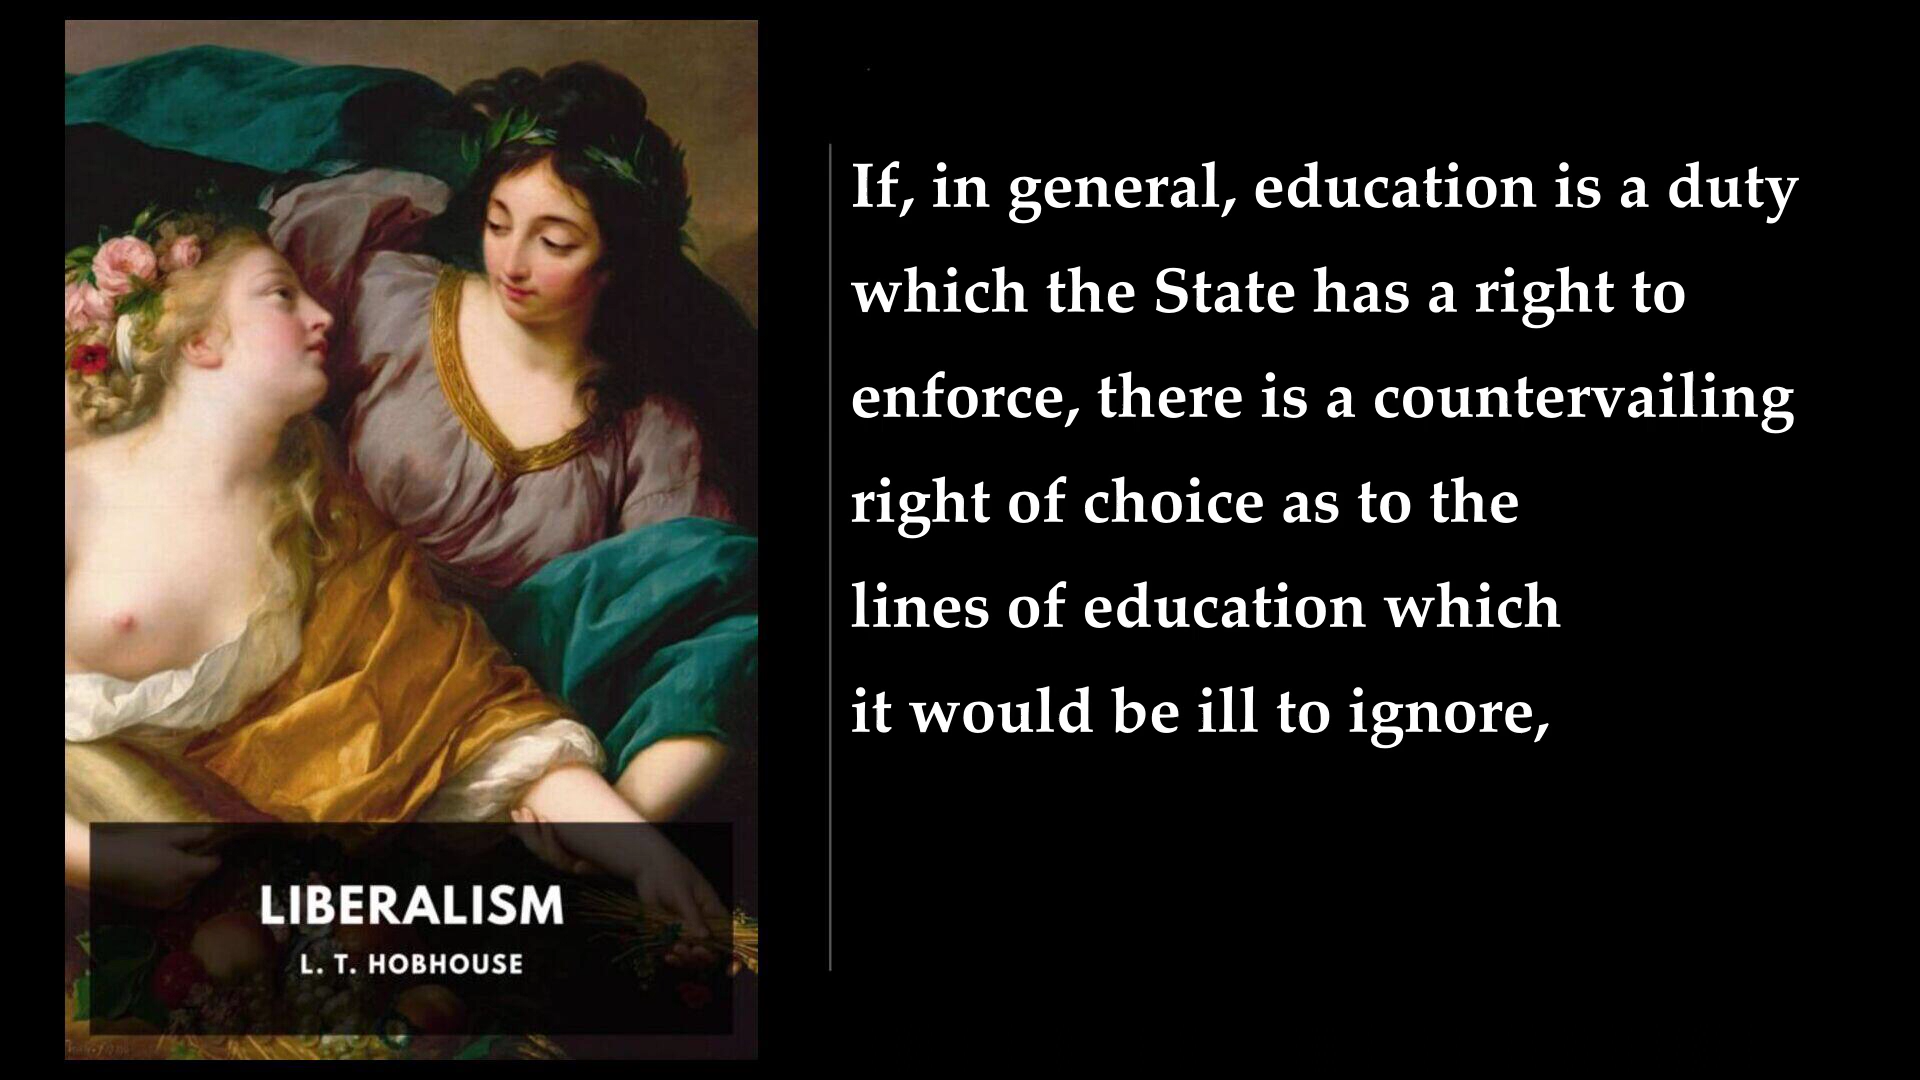 If, in general, education is a duty
which the State has a right to
enforce, there is a countervailing
right of choice as to the
lines of education which
it would be ill to ignore,
LIBERALISM
L. T. HOBHOUSE